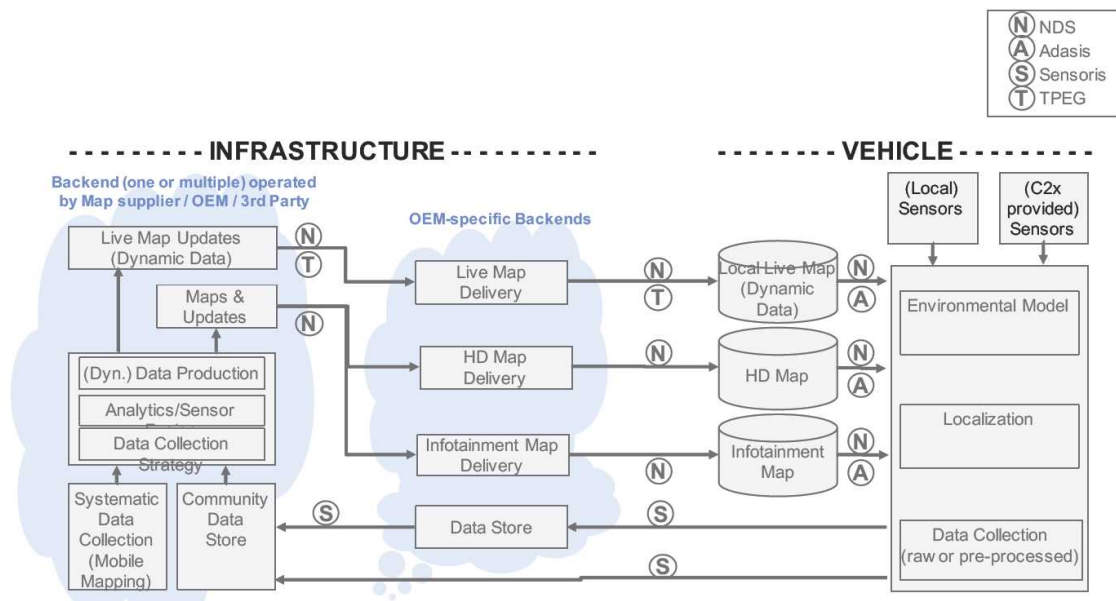 N NDS
A Adasis
S Sensoris
T TPEG
INFRASTRUCTURE
VEHICLE
Backend (one or multiple) operated
by Map supplier / OEM / 3rd Party
OEM-specific Backends
(Local)
Sensors
(C2x
provided)
Sensors
Live Map Updates
(Dynamic Data)
N
T
Live Map
Delivery
N
T
Local Live Map
(Dynamic
Data)
N
A
Environmental Model
Maps &
Updates
N
(Dyn.) Data Production
HD Map
Delivery
N
HD Map
N
A
Analytics/Sensor
Data Collection
Strategy
Infotainment Map
Delivery
N
Infotainment
Map
N
A
Localization
Systematic
Data
Collection
(Mobile
Mapping)
Community
Data
Store
S
Data Store
S
S
Data Collection
(raw or pre-processed)